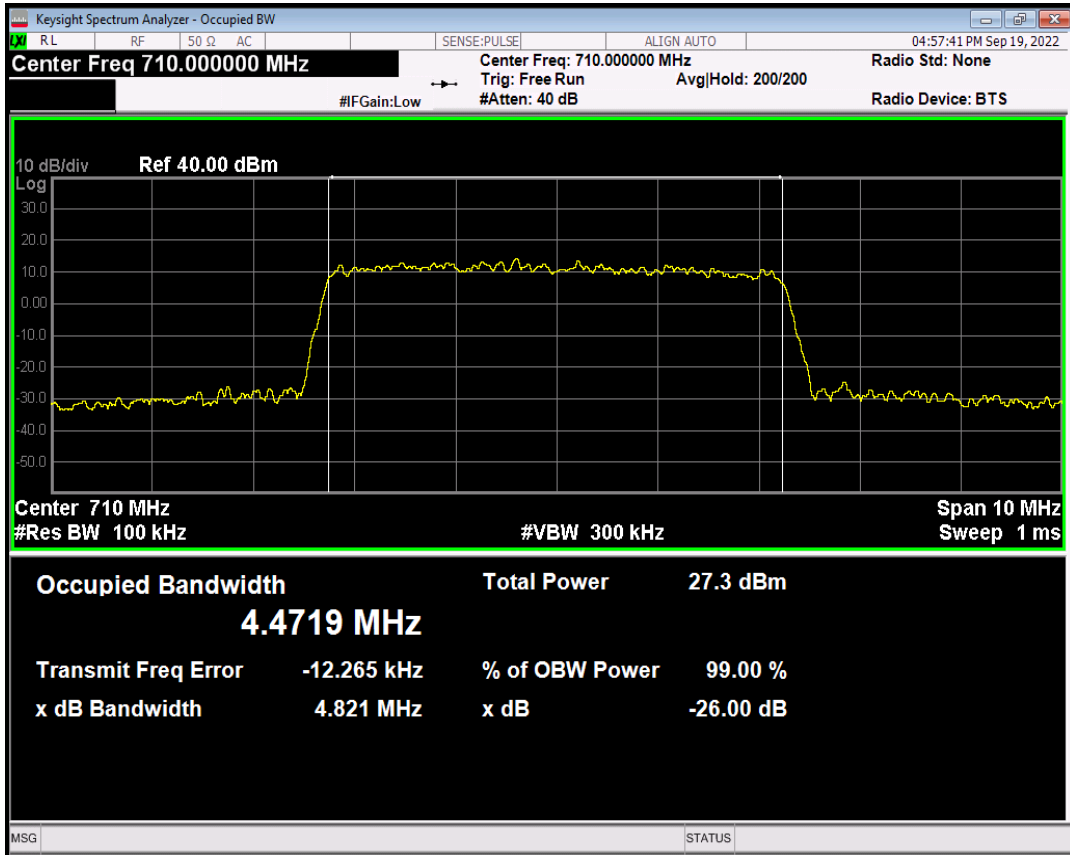 Keysight Spectrum Analyzer - Occupied BW
LXI RL RF 50 Ω AC SENSE:PULSE ALIGN AUTO 04:57:41 PM Sep 19, 2022
Center Freq 710.000000 MHz Center Freq: 710.000000 MHz Radio Std: None
Trig: Free Run Avg|Hold: 200/200
#IFGain:Low #Atten: 40 dB Radio Device: BTS
10 dB/div Ref 40.00 dBm
Log
30.0
20.0
10.0
0.00
-10.0
-20.0
-30.0
-40.0
-50.0
Center 710 MHz Span 10 MHz
#Res BW 100 kHz #VBW 300 kHz Sweep 1 ms
Occupied Bandwidth Total Power 27.3 dBm
4.4719 MHz
Transmit Freq Error -12.265 kHz % of OBW Power 99.00 %
x dB Bandwidth 4.821 MHz x dB -26.00 dB
MSG STATUS